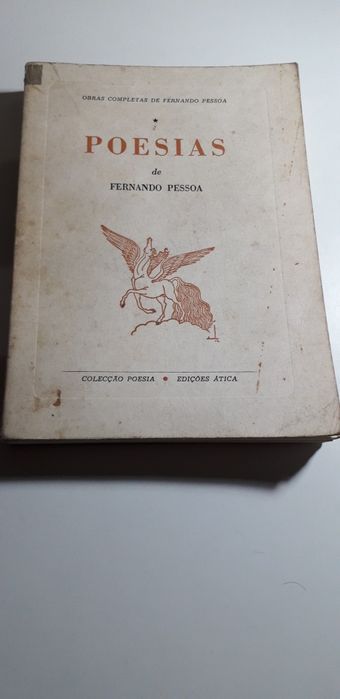 OBRAS COMPLETAS DE FERNANDO PESSOA
POESIAS
de
FERNANDO PESSOA
COLECÇÃO POESIA • EDIÇÕES ÁTICA